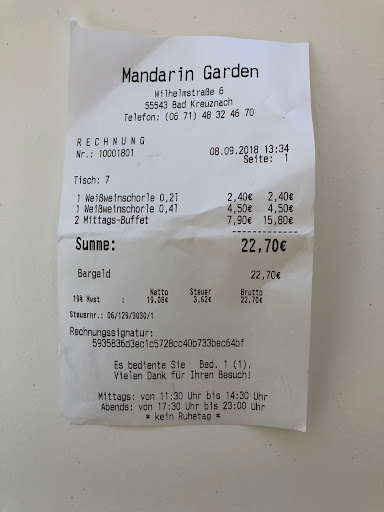 Mandarin Garden
Wilhelmstraße 6
55543 Bad Kreuznach
Telefon: (06 71) 48 32 46 70
R E C H N U N G
Nr.: 10001801 08.09.2018 13:34
Seite: 1
Tisch: 7
1 Weißweinschorle 0,2l 2,40€ 2,40€
1 Weißweinschorle 0,4l 4,50€ 4,50€
2 Mittags-Buffet 7,90€ 15,80€
Summe: 22,70€
Bargeld 22,70€
Netto Steuer Brutto
19% Mwst : 19,08€ 3,62€ 22,70€
Steuernr.: 06/129/3030/1
Rechnungssignatur:
5935836d3ec1c5728cc40b733bec64bf
Es bediente Sie Bed. 1 (1).
Vielen Dank für Ihren Besuch!
Mittags: von 11:30 Uhr bis 14:30 Uhr
Abends: von 17:30 Uhr bis 23:00 Uhr
* kein Ruhetag *